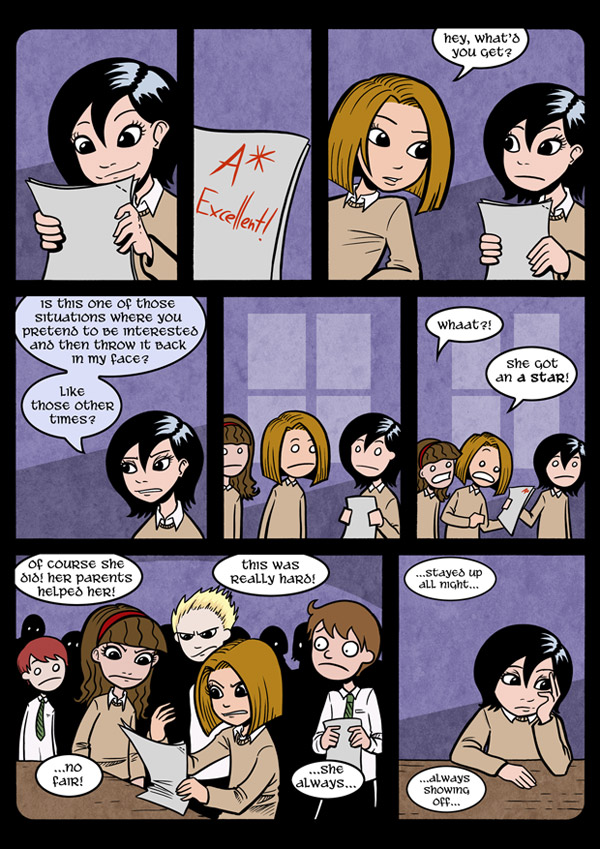 A*
Excellent!
hey, what'd
you get?
is this one of those
situations where you
pretend to be interested
and then throw it back
in my face?
Like
those other
times?
whaat?!
she got
an a star!
of course she
did! her parents
helped her!
this was
really hard!
...no
fair!
...she
always...
...stayed up
all night...
...always
showing
off...